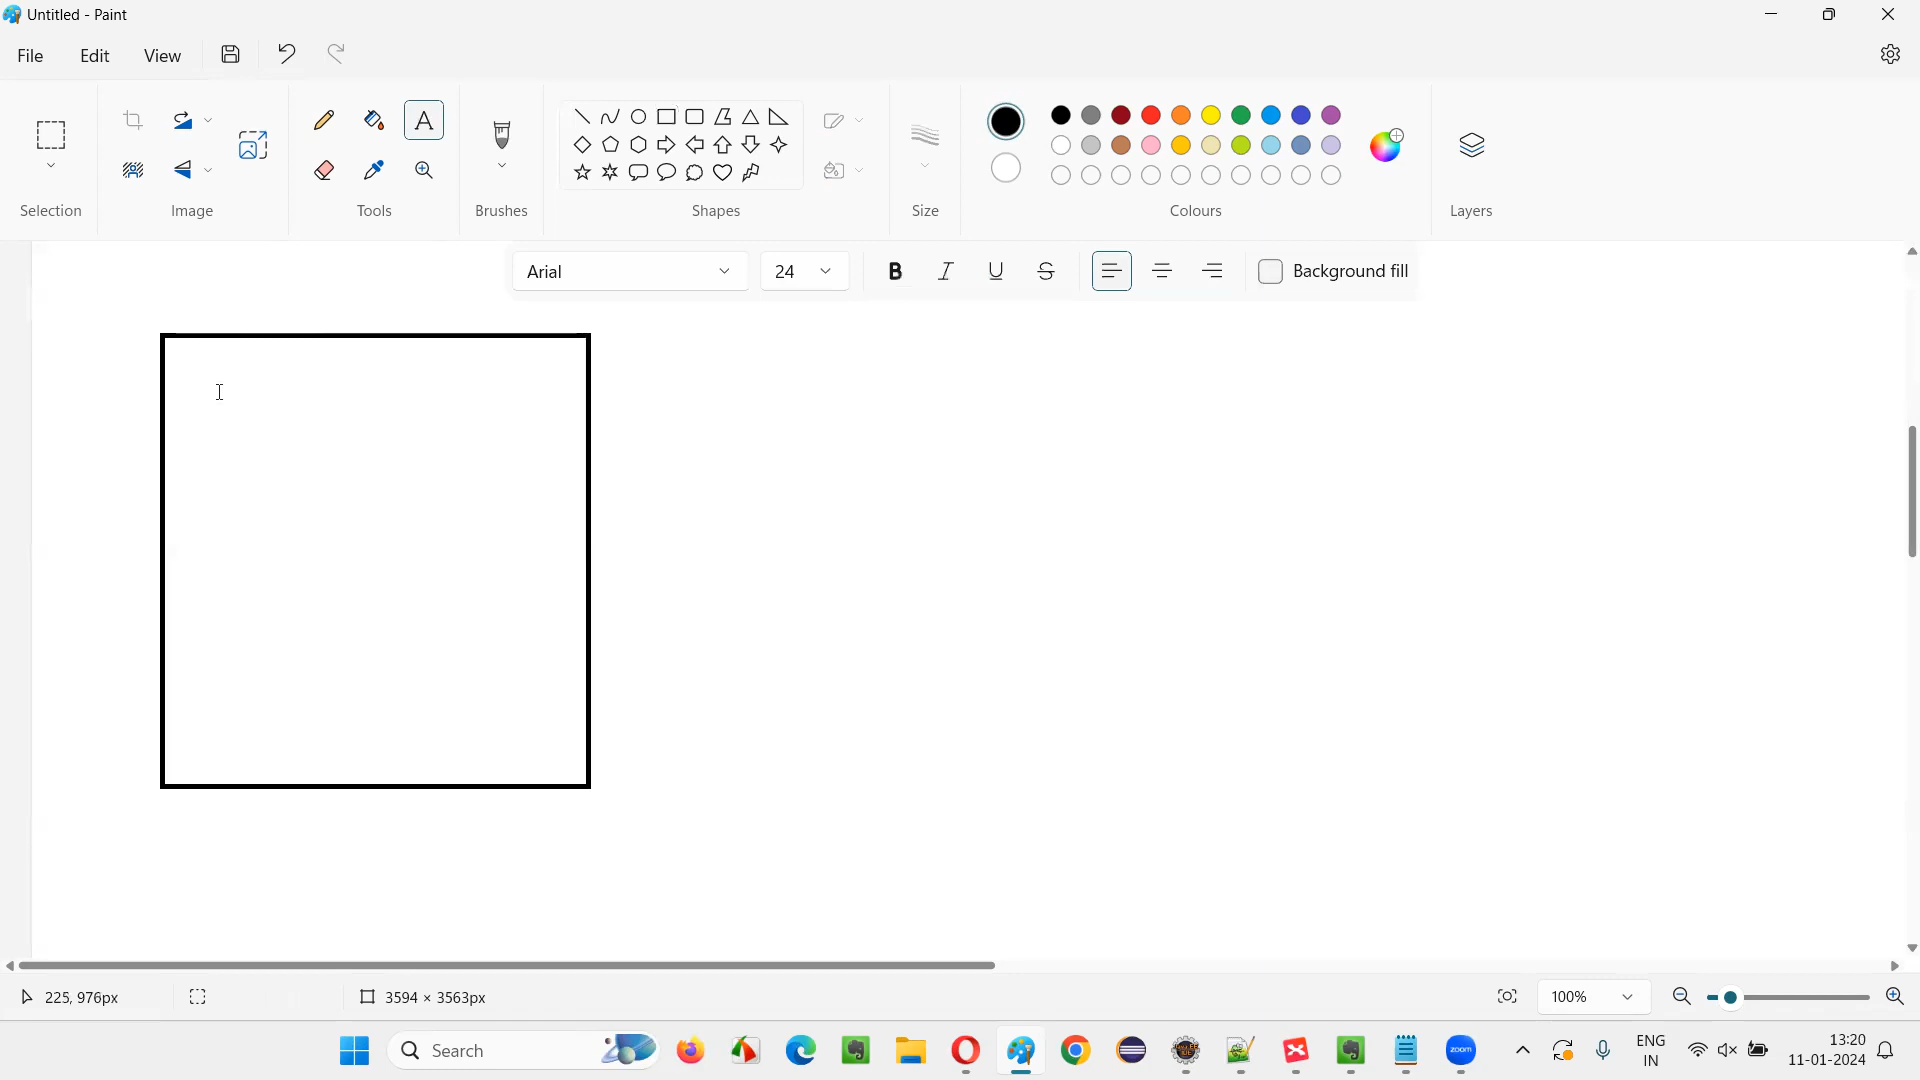 Untitled - Paint
File Edit View
Selection Image Tools Brushes Shapes Size Colours Layers
Arial 24 B I U S Background fill
225, 976px 3594 × 3563px 100%
Search zoom ENG 13:20
IN 11-01-2024